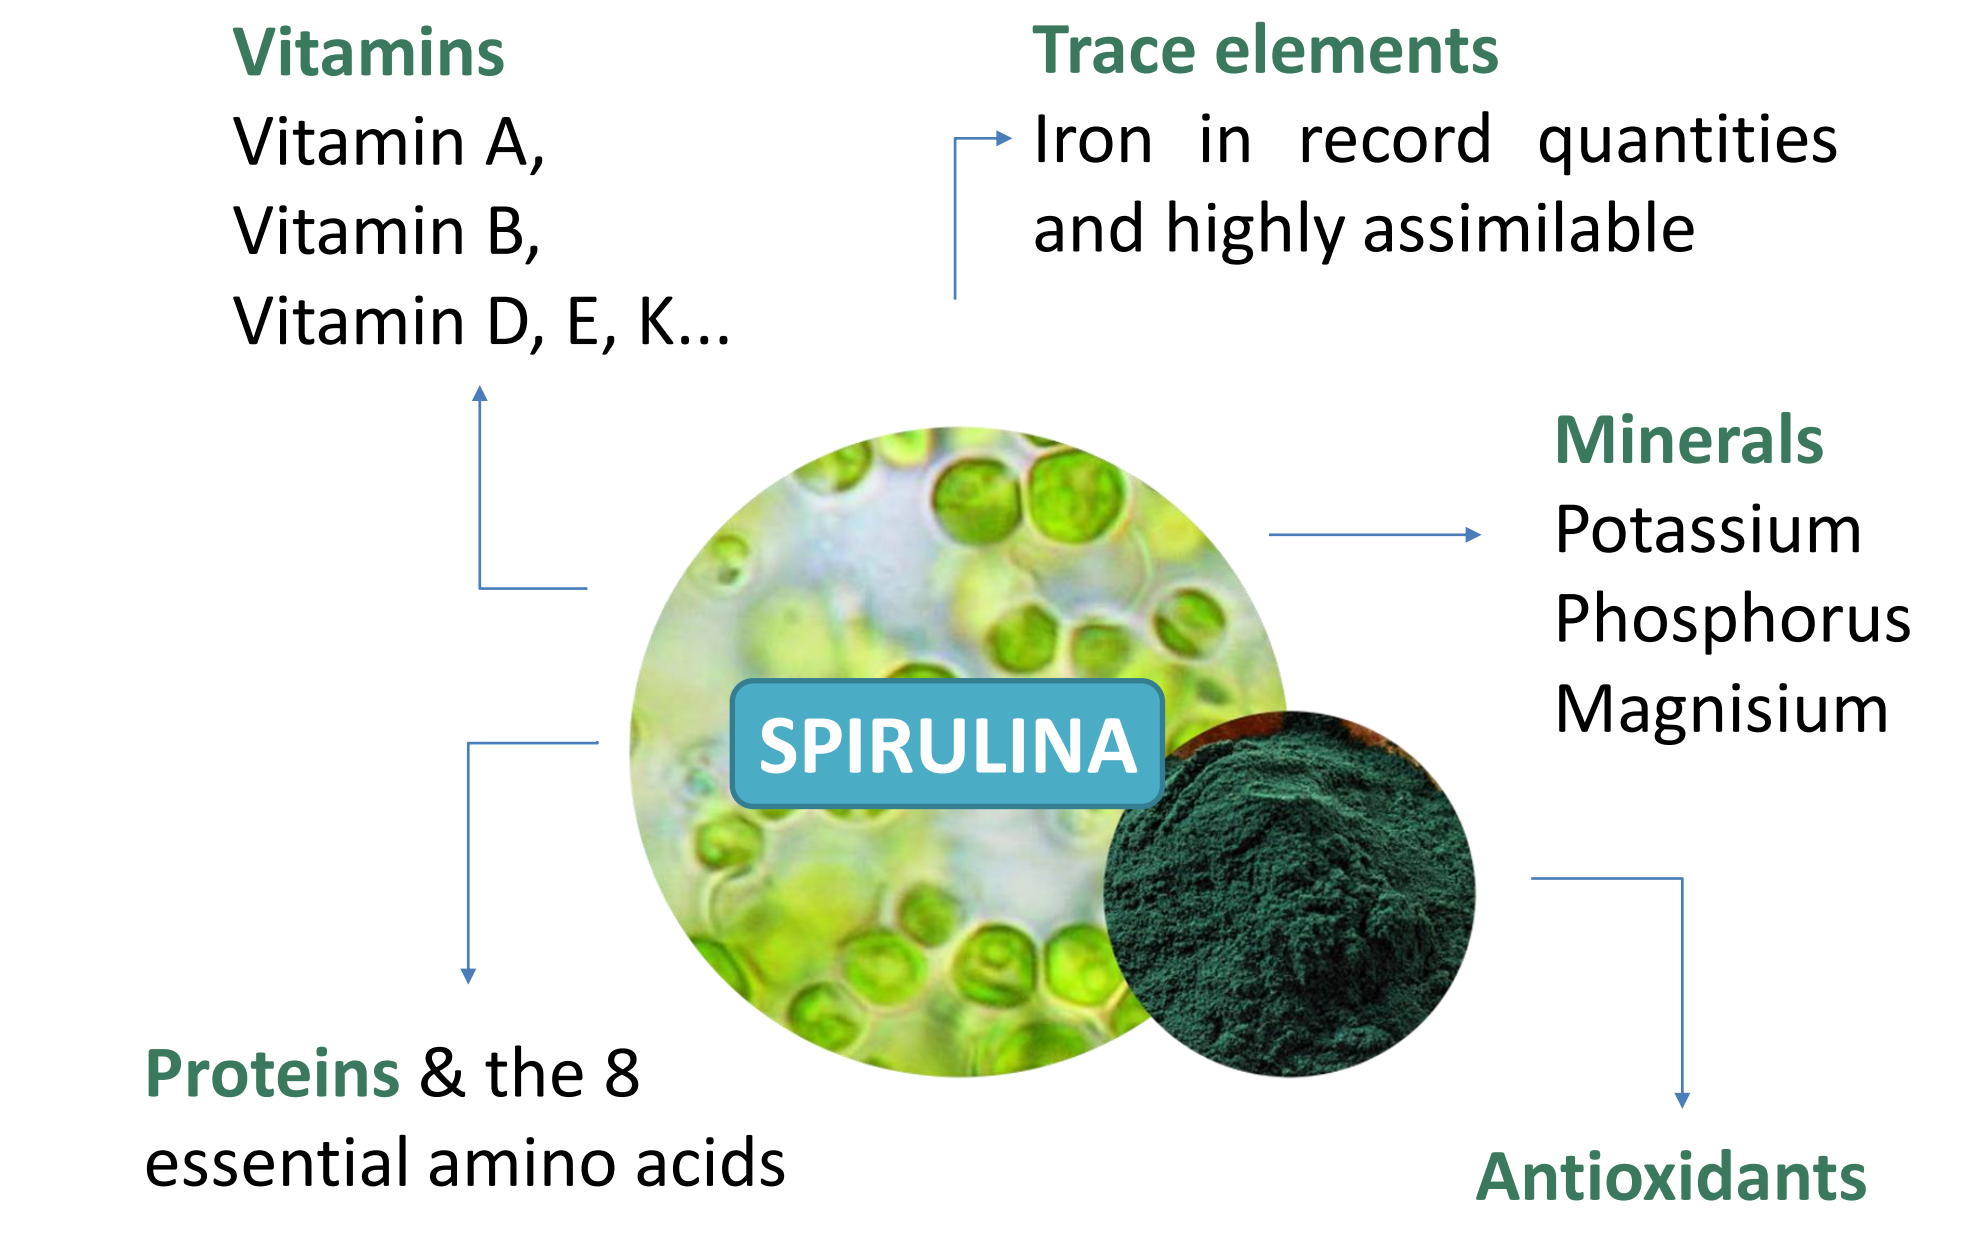 Vitamins
Vitamin A,
Vitamin B,
Vitamin D, E, K...
Trace elements
Iron in record quantities
and highly assimilable
Minerals
Potassium
Phosphorus
Magnisium
SPIRULINA
Proteins & the 8
essential amino acids
Antioxidants